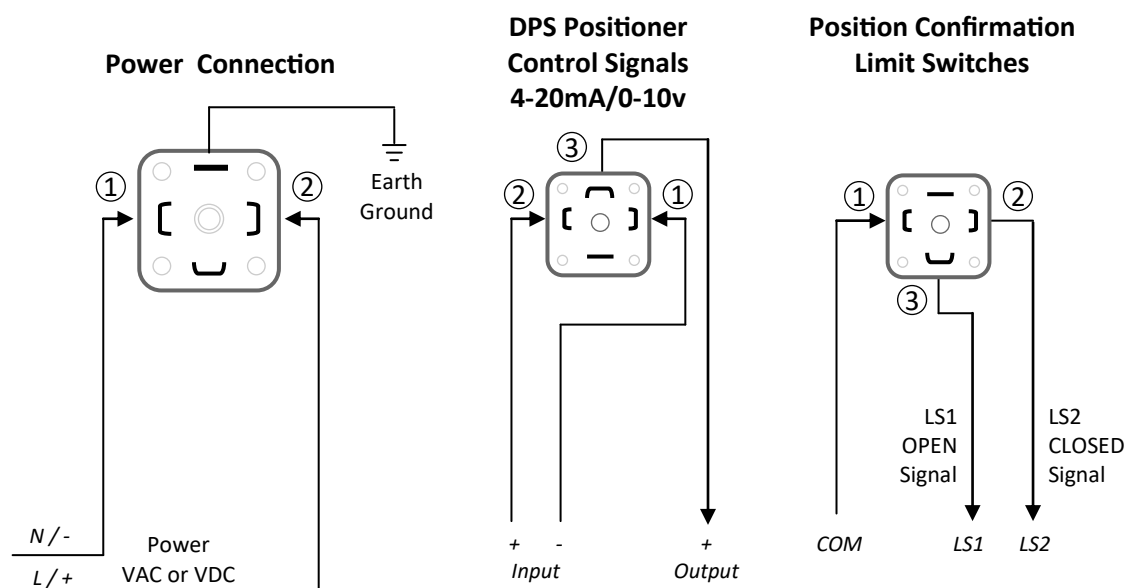 Power Connection
①
②
Earth
Ground
N / -
L / +
Power
VAC or VDC
DPS Positioner
Control Signals
4-20mA/0-10v
③
②
①
+
-
Input
+
Output
Position Confirmation
Limit Switches
①
②
③
LS1
OPEN
Signal
LS2
CLOSED
Signal
COM
LS1
LS2